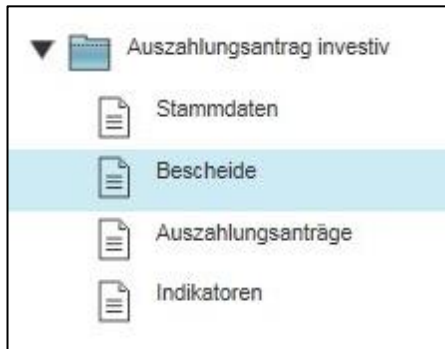 Auszahlungsantrag investiv
Stammdaten
Bescheide
Auszahlungsanträge
Indikatoren